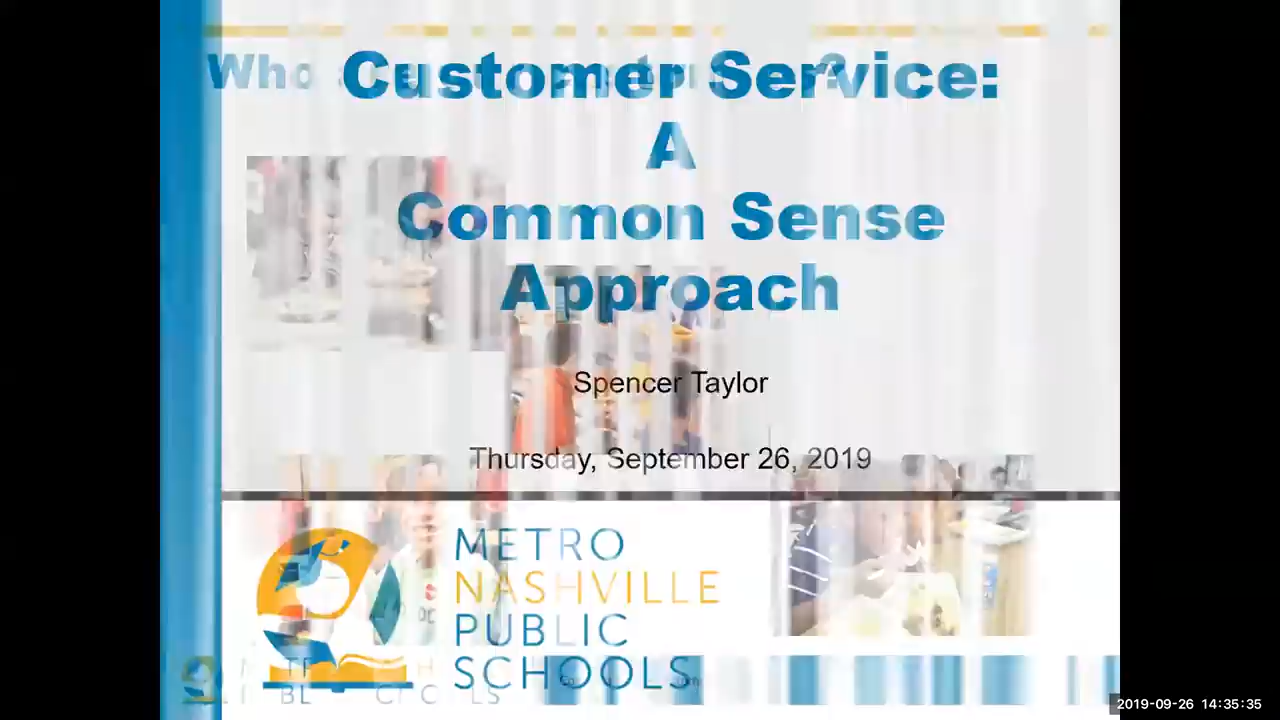 Customer Service:
A
Common Sense
Approach
Spencer Taylor
Thursday, September 26, 2019
METRO
NASHVILLE
PUBLIC
SCHOOLS
2019-09-26 14:35:35